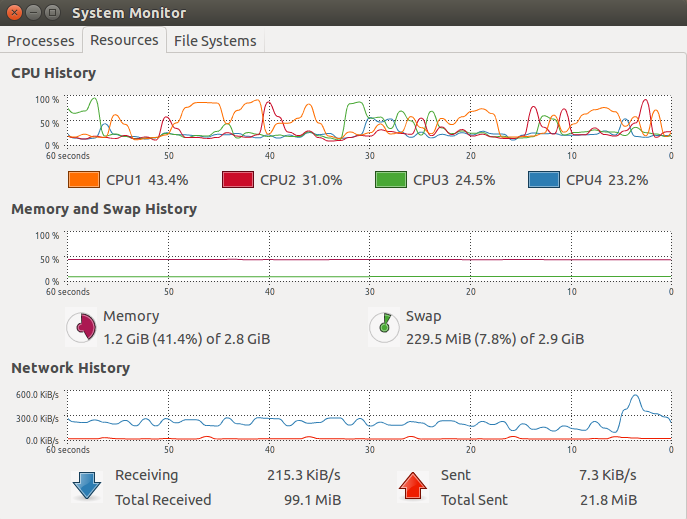 System Monitor
Processes Resources File Systems
CPU History
100 %
50 %
0 %
60 seconds 50 40 30 20 10 0
CPU1 43.4% CPU2 31.0% CPU3 24.5% CPU4 23.2%
Memory and Swap History
100 %
50 %
0 %
60 seconds 50 40 30 20 10 0
Memory Swap
1.2 GiB (41.4%) of 2.8 GiB 229.5 MiB (7.8%) of 2.9 GiB
Network History
600.0 KiB/s
300.0 KiB/s
0.0 KiB/s
60 seconds 50 40 30 20 10 0
Receiving 215.3 KiB/s Sent 7.3 KiB/s
Total Received 99.1 MiB Total Sent 21.8 MiB